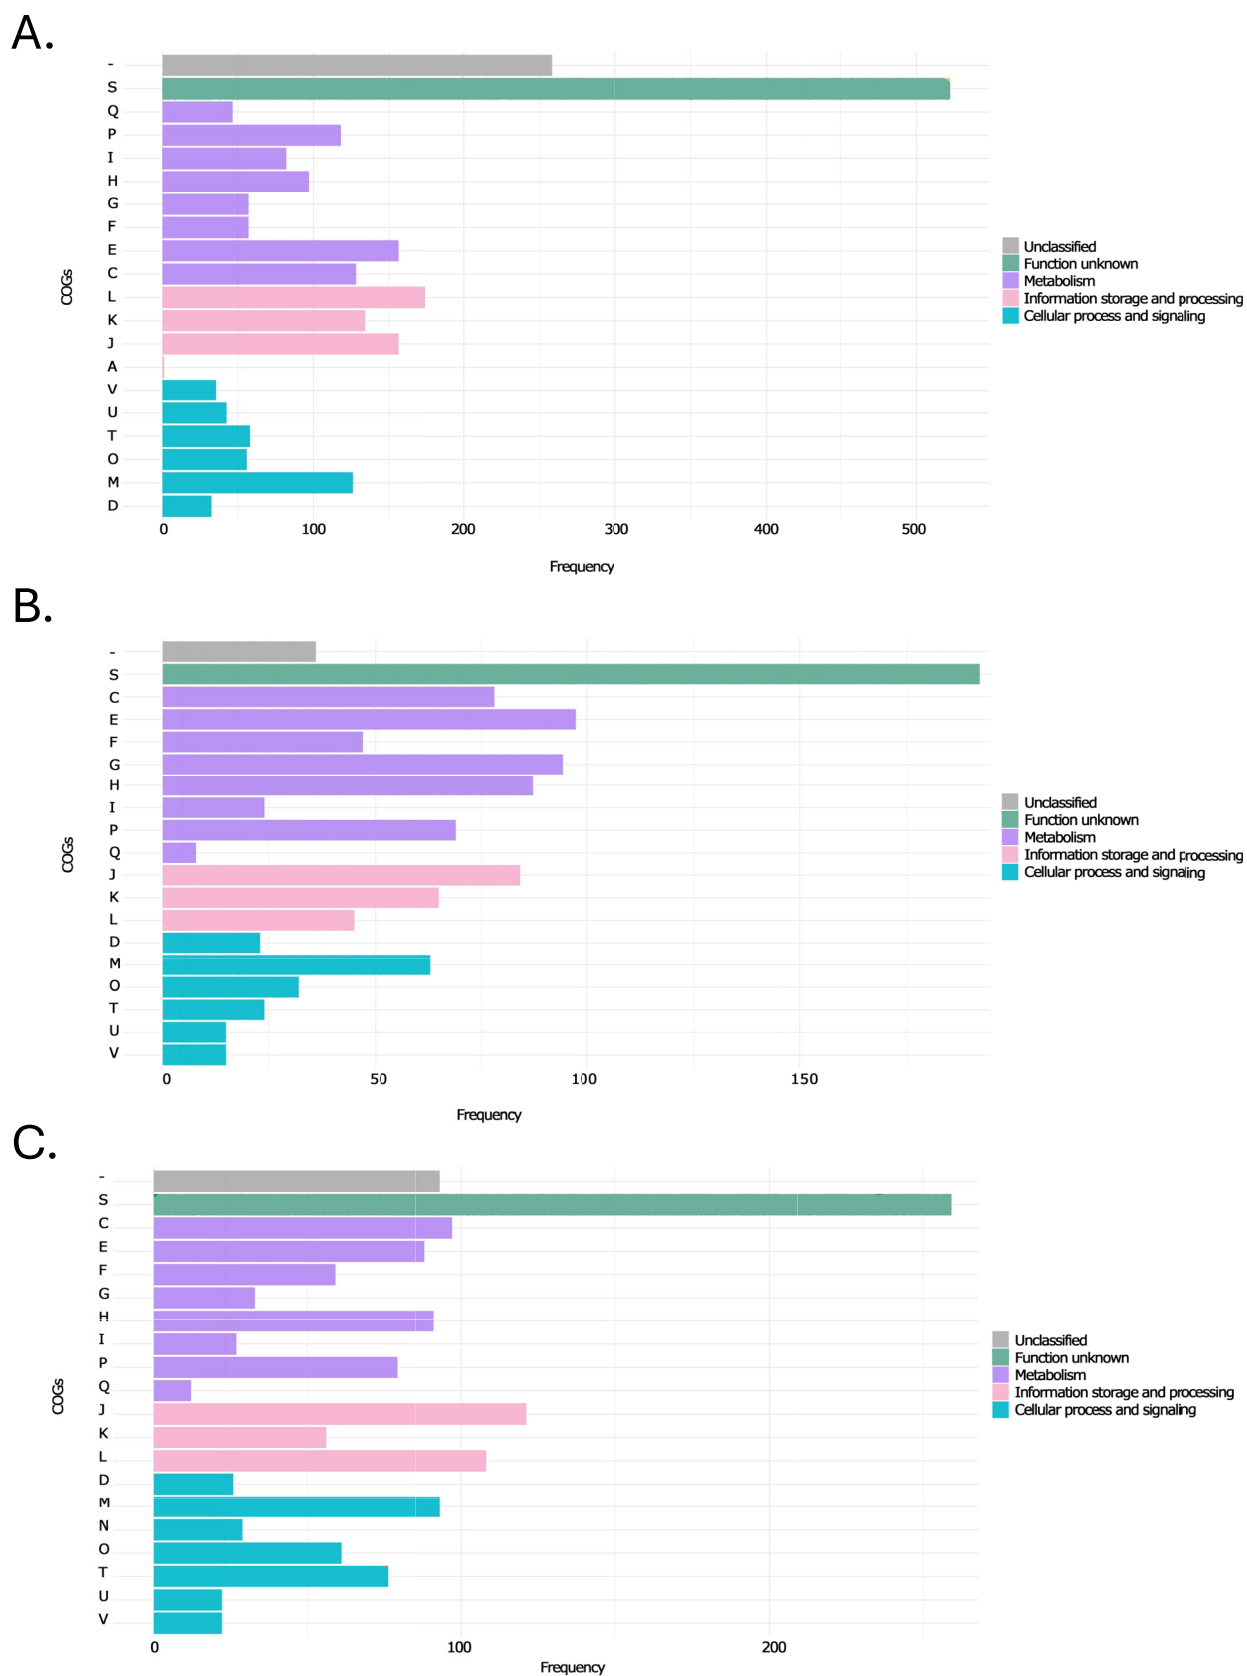 A.
-
S
Q
P
I
H
G
F
E
C
L
K
J
A
V
U
T
O
M
D
COGs
0 100 200 300 400 500
Frequency
Unclassified
Function unknown
Metabolism
Information storage and processing
Cellular process and signaling
B.
-
S
C
E
F
G
H
I
P
Q
J
K
L
D
M
O
T
U
V
COGs
0 50 100 150
Frequency
Unclassified
Function unknown
Metabolism
Information storage and processing
Cellular process and signaling
C.
-
S
C
E
F
G
H
I
P
Q
J
K
L
D
M
N
O
T
U
V
COGs
0 100 200
Frequency
Unclassified
Function unknown
Metabolism
Information storage and processing
Cellular process and signaling